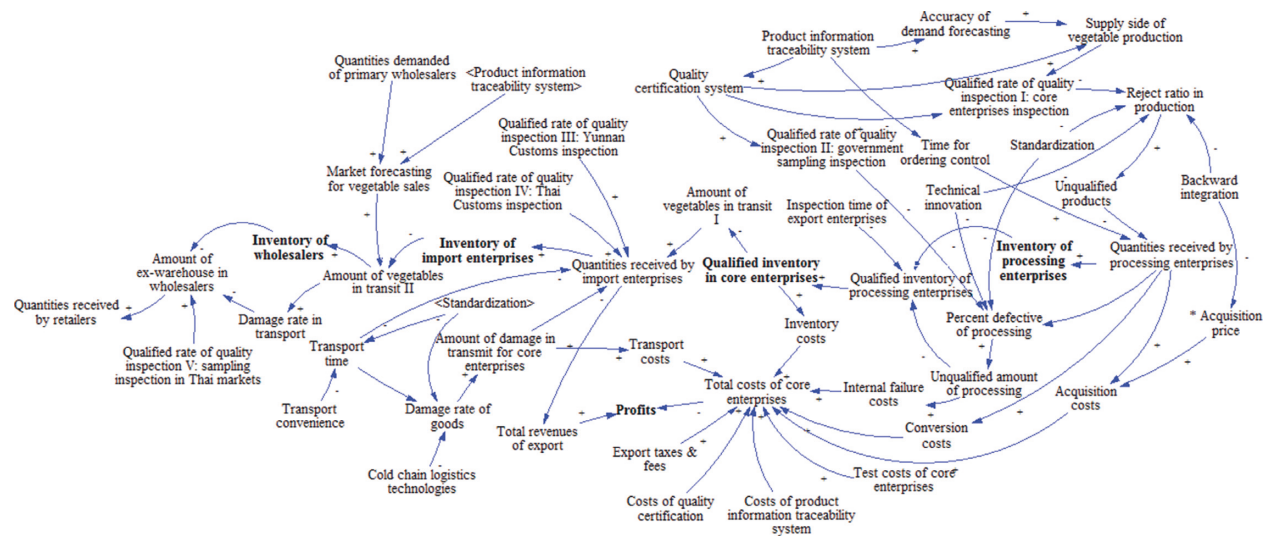 Accuracy of
demand forecasting
Supply side of
vegetable production
Product information
traceability system
Quantities demanded
of primary wholesalers
<Product information
traceability system>
Quality
certification system
Qualified rate of quality
inspection I: core
enterprises inspection
Reject ratio in
production
Qualified rate of quality
inspection III: Yunnan
Customs inspection
Qualified rate of quality
inspection II: government
sampling inspection
Time for
ordering control
Standardization
Market forecasting
for vegetable sales
Qualified rate of quality
inspection IV: Thai
Customs inspection
Amount of
vegetables in transit
I
Inspection time of
export enterprises
Technical
innovation
Unqualified
products
Backward
integration
Inventory of
wholesalers
Inventory of
import enterprises
Amount of
ex-warehouse in
wholesalers
Amount of vegetables
in transit II
Quantities received by
import enterprises
Qualified inventory
in core enterprises
Qualified inventory of
processing enterprises
Inventory of
processing
enterprises
Quantities received by
processing enterprises
Quantities received
by retailers
Damage rate in
transport
<Standardization>
Inventory
costs
Percent defective
of processing
* Acquisition
price
Qualified rate of quality
inspection V: sampling
inspection in Thai markets
Transport
time
Amount of damage in
transmit for core
enterprises
Transport
costs
Total costs of core
enterprises
Internal failure
costs
Unqualified amount
of processing
Acquisition
costs
Transport
convenience
Damage rate of
goods
Total revenues
of export
Profits
Conversion
costs
Export taxes &
fees
Cold chain logistics
technologies
Costs of quality
certification
Costs of product
information traceability
system
Test costs of core
enterprises